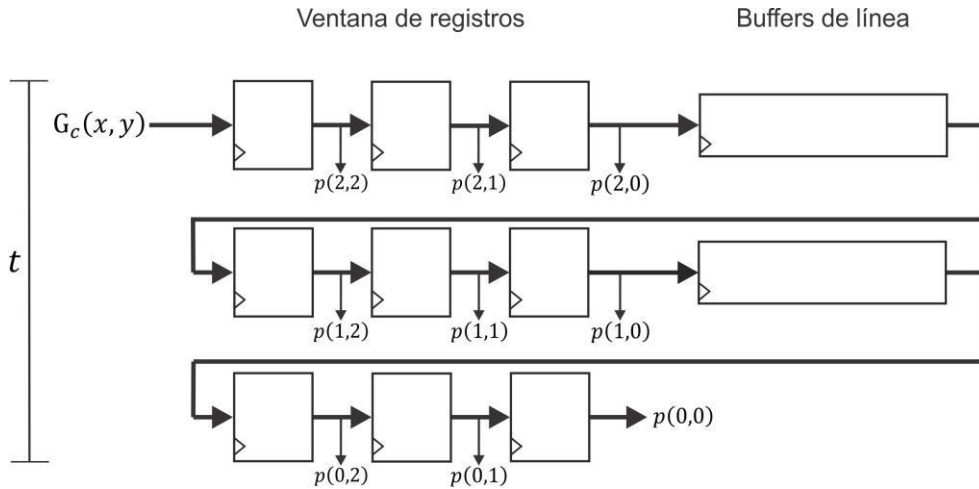 Ventana de registros
Buffers de línea
G_c(x, y)
p(2,2)
p(2,1)
p(2,0)
t
p(1,2)
p(1,1)
p(1,0)
p(0,0)
p(0,2)
p(0,1)